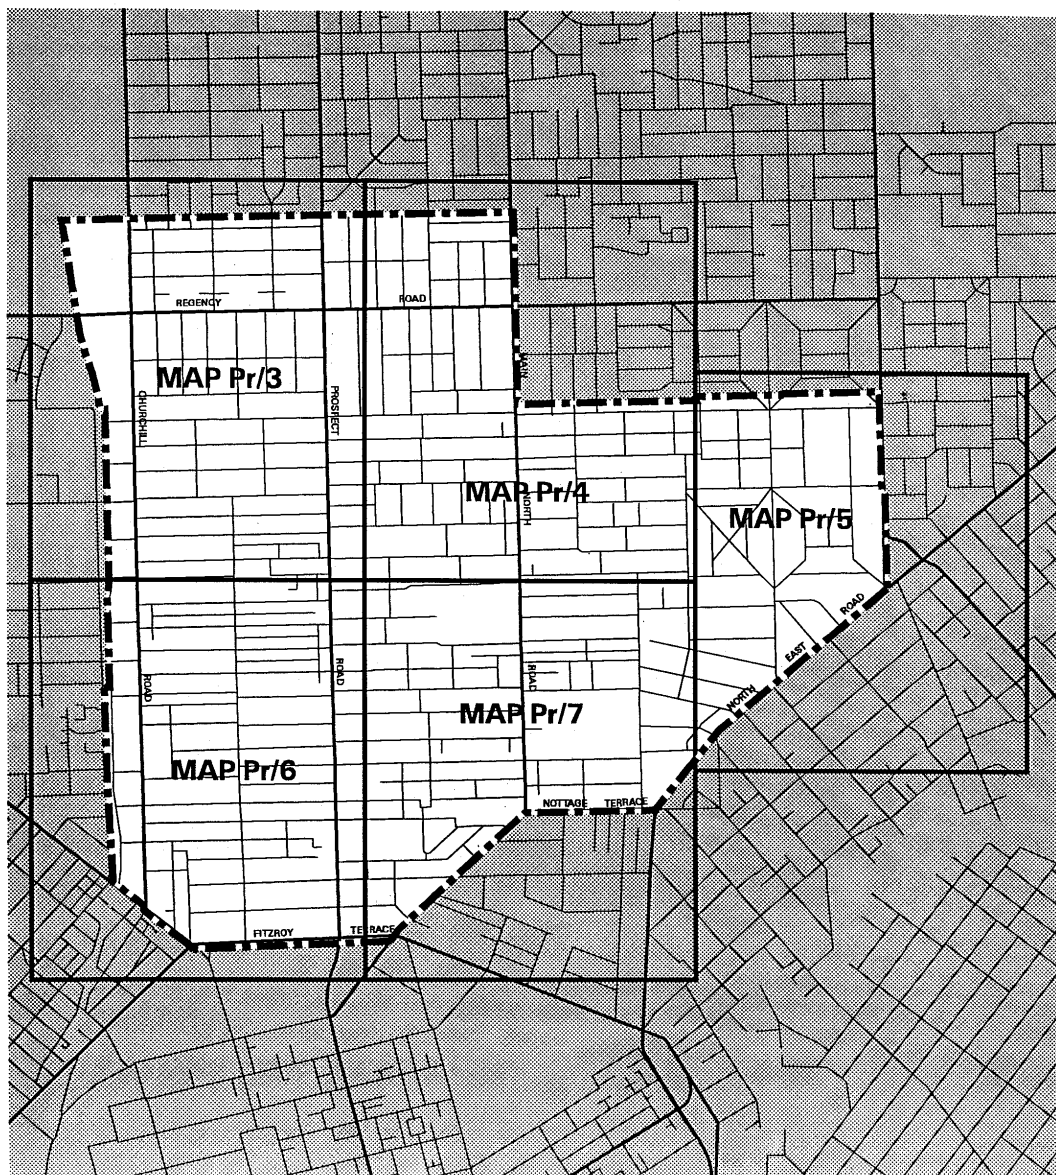 REGENCY ROAD
MAP Pr/3
MAIN
CHURCHILL
PROSPECT
MAP Pr/4
NORTH
MAP Pr/5
ROAD
EAST
NORTH
ROAD
ROAD
ROAD
MAP Pr/7
MAP Pr/6
NOTTAGE TERRACE
FITZROY TERRACE